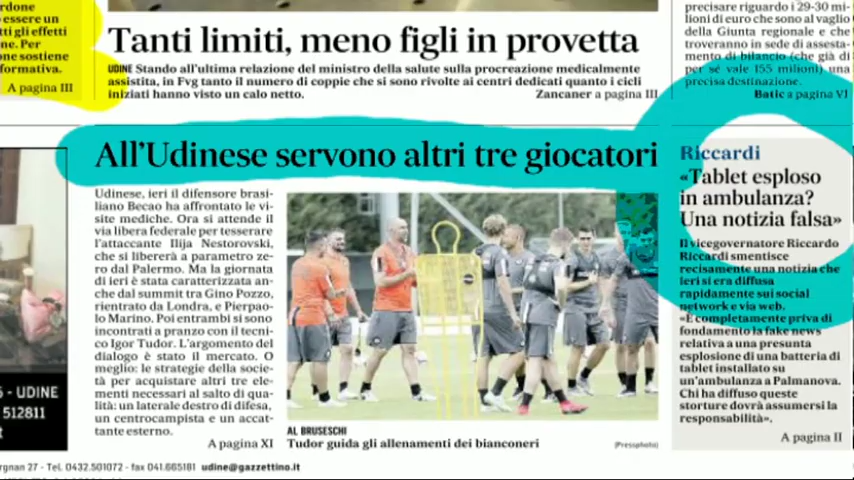 rdone
essere un
tti gli effetti
ne. Per
one sostiene
formativa.
A pagina III
Tanti limiti, meno figli in provetta
UDINE Stando all'ultima relazione del ministro della salute sulla procreazione medicalmente
assistita, in Fvg tanto il numero di coppie che si sono rivolte ai centri dedicati quanto i cicli
iniziati hanno visto un calo netto.
Zancaner a pagina III
precisare riguardo i 29-30 mi-
lioni di euro che sono al vaglio
della Giunta regionale e che
troveranno in sede di assesta-
mento di bilancio (che già di
per sé vale 155 milioni) una
precisa destinazione.
Batic a pagina VI
All'Udinese servono altri tre giocatori
Udinese, ieri il difensore brasi-
liano Becao ha affrontato le vi-
site mediche. Ora si attende il
via libera federale per tesserare
l'attaccante Ilija Nestorovski,
che si libererà a parametro ze-
ro dal Palermo. Ma la giornata
di ieri è stata caratterizzata an-
che dal summit tra Gino Pozzo,
rientrato da Londra, e Pierpao-
lo Marino. Poi entrambi si sono
incontrati a pranzo con il tecni-
co Igor Tudor. L'argomento del
dialogo è stato il mercato. O
meglio: le strategie della socie-
tà per acquistare altri tre ele-
menti necessari al salto di qua-
lità: un laterale destro di difesa,
un centrocampista e un accat-
tante esterno.
A pagina XI
AL BRUSESCHI
Tudor guida gli allenamenti dei bianconeri
(Pressphoto)
Riccardi
«Tablet esploso
in ambulanza?
Una notizia falsa»
Il vicegovernatore Riccardo
Riccardi smentisce
recisamente una notizia che
ieri si era diffusa
rapidamente sui social
network e via web.
«È completamente priva di
fondamento la fake news
relativa a una presunta
esplosione di una batteria di
tablet installato su
un'ambulanza a Palmanova.
Chi ha diffuso queste
storture dovrà assumersi la
responsabilità».
A pagina II
- UDINE
512811
rgnan 27 - Tel. 0432.501072 - fax 041.665181 udine@gazzettino.it